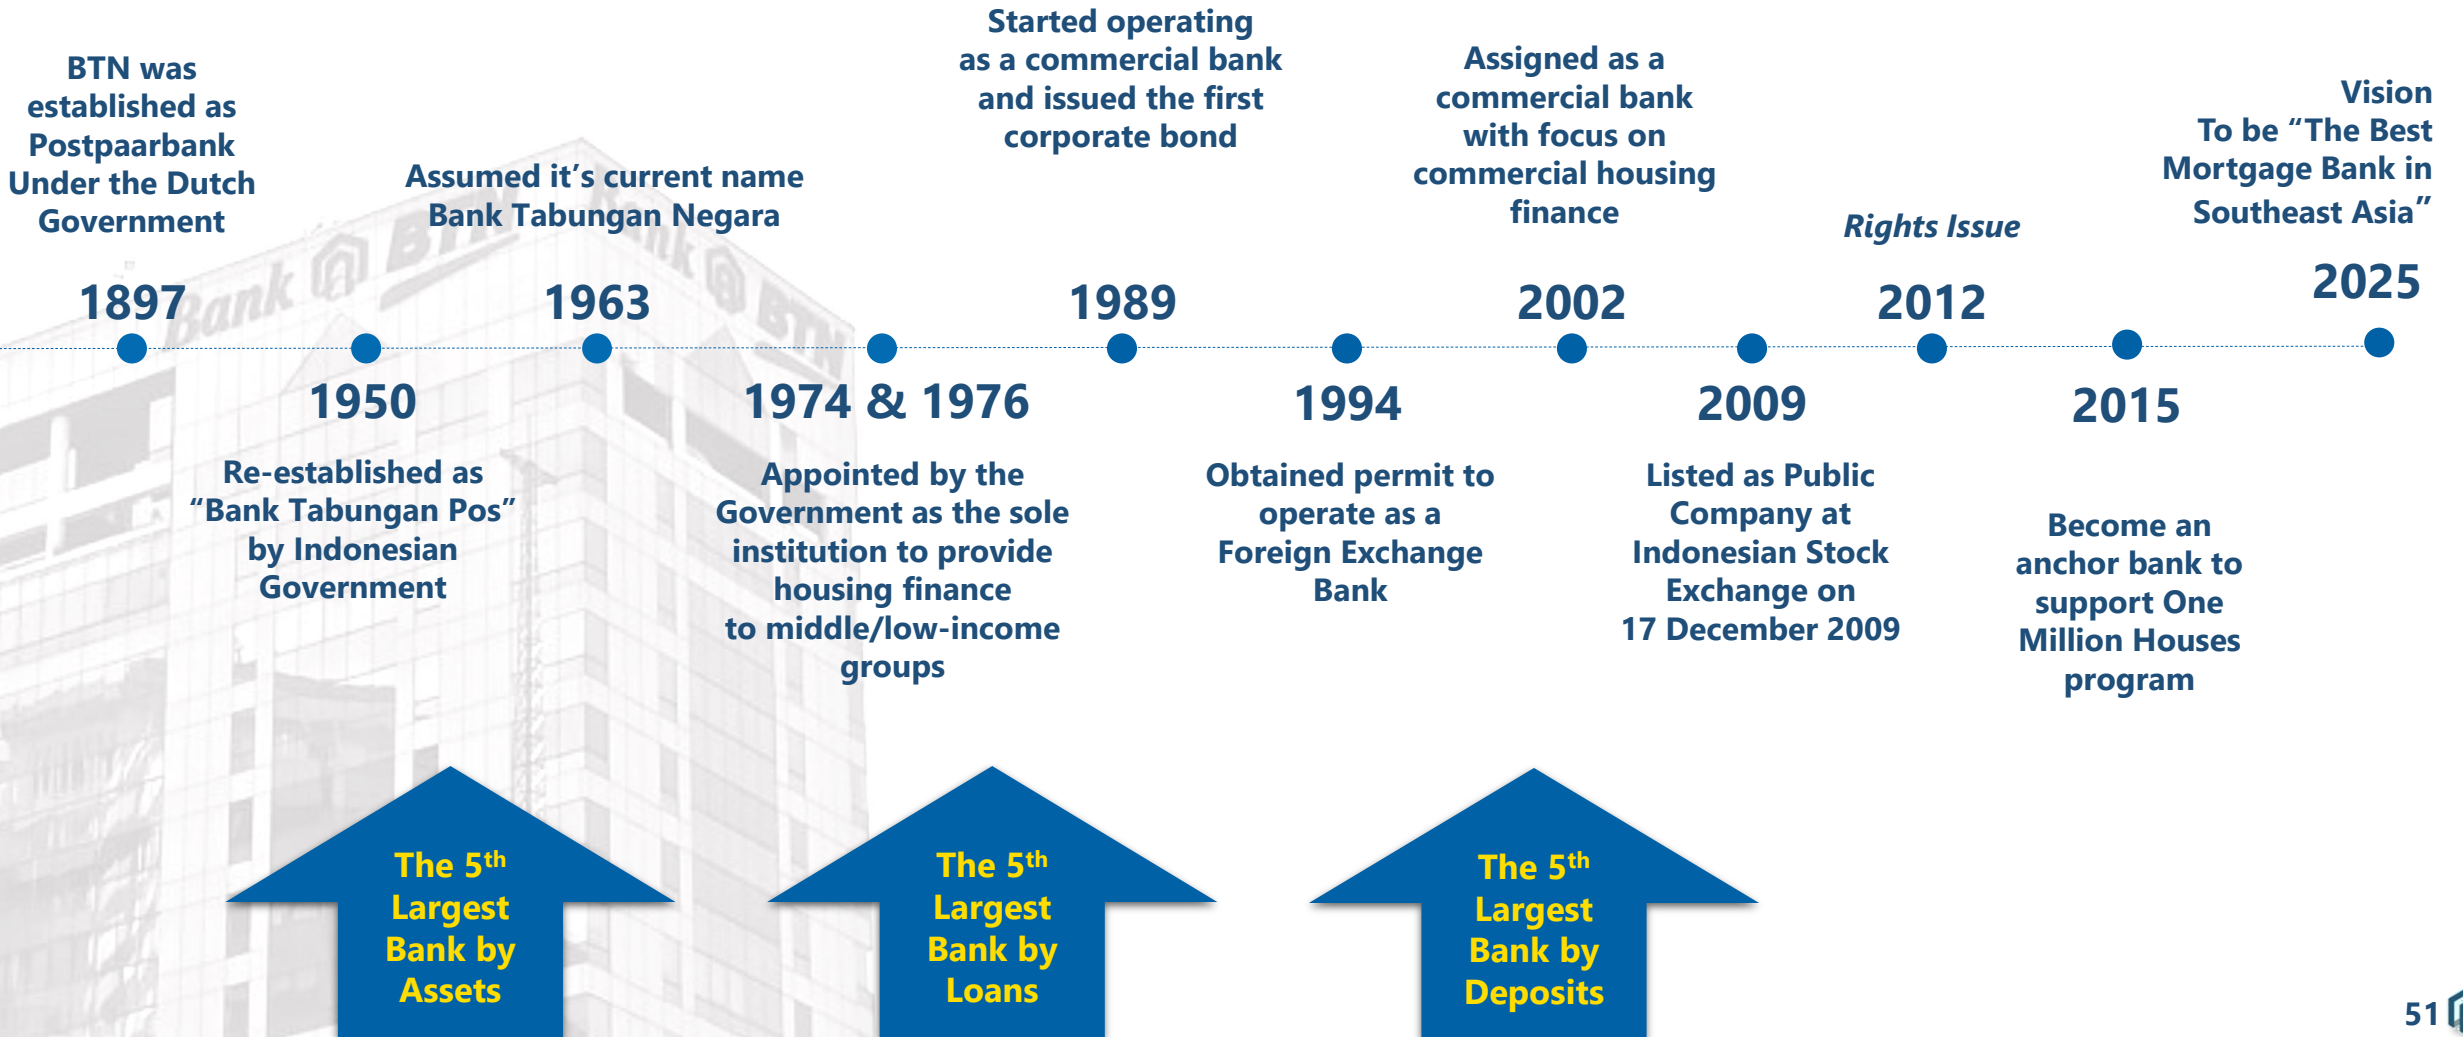 BTN was
established as
Postpaarbank
Under the Dutch
Government
1897
1950
Re-established as
“Bank Tabungan Pos”
by Indonesian
Government
Assumed it’s current name
Bank Tabungan Negara
1963
1974 & 1976
Appointed by the
Government as the sole
institution to provide
housing finance
to middle/low-income
groups
Started operating
as a commercial bank
and issued the first
corporate bond
1989
1994
Obtained permit to
operate as a
Foreign Exchange
Bank
Assigned as a
commercial bank
with focus on
commercial housing
finance
2002
2009
Listed as Public
Company at
Indonesian Stock
Exchange on
17 December 2009
Rights Issue
2012
2015
Become an
anchor bank to
support One
Million Houses
program
Vision
To be “The Best
Mortgage Bank in
Southeast Asia”
2025
Bank BTN
Bank BTN
The 5th
Largest
Bank by
Assets
The 5th
Largest
Bank by
Loans
The 5th
Largest
Bank by
Deposits
51